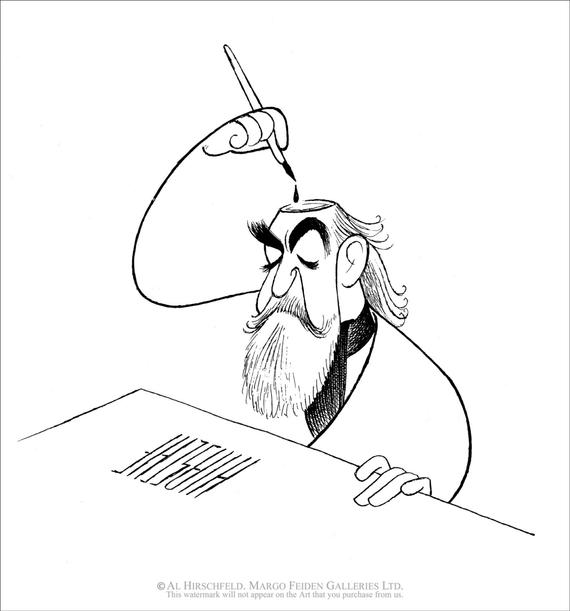 ©AL HIRSCHFELD. MARGO FEIDEN GALLERIES LTD.
This watermark will not appear on the Art that you purchase from us.